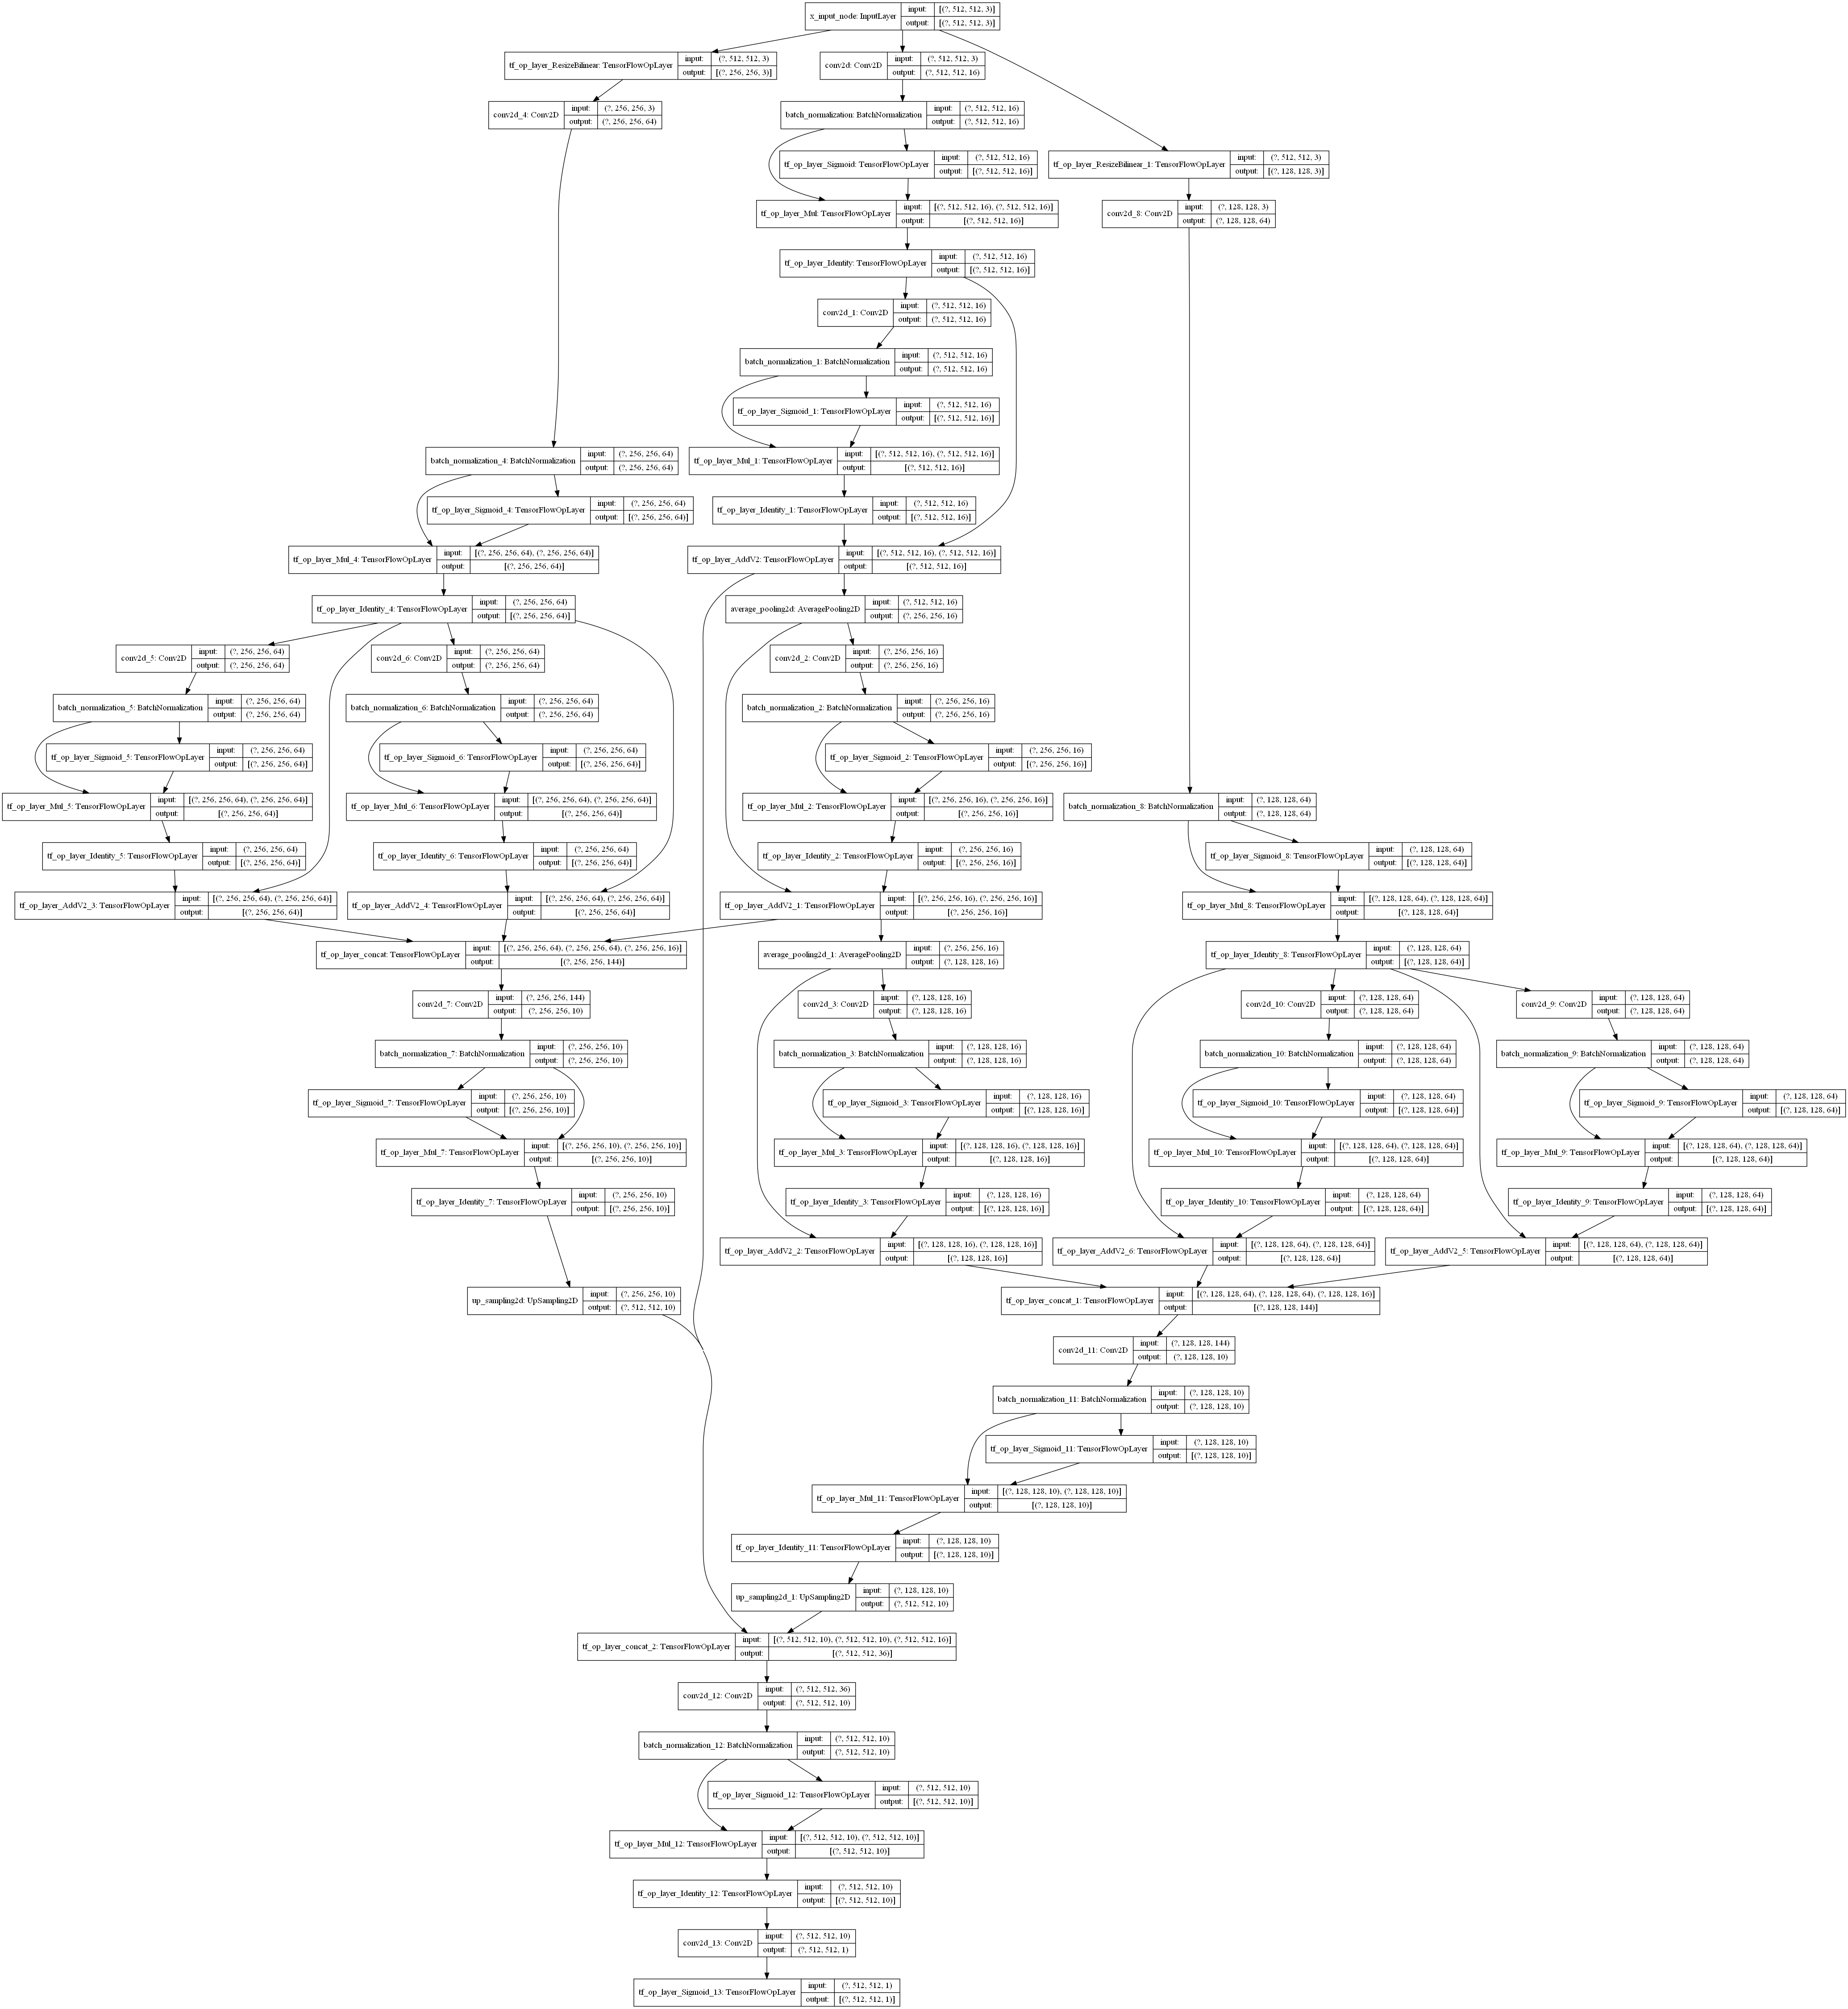 x_input_node: InputLayer input: [(?, 512, 512, 3)]
output: [(?, 512, 512, 3)]
tf_op_layer_ResizeBilinear: TensorFlowOpLayer input: (?, 512, 512, 3)
output: [(?, 256, 256, 3)]
conv2d: Conv2D input: (?, 512, 512, 3)
output: (?, 512, 512, 16)
conv2d_4: Conv2D input: (?, 256, 256, 3)
output: (?, 256, 256, 64)
batch_normalization: BatchNormalization input: (?, 512, 512, 16)
output: (?, 512, 512, 16)
tf_op_layer_Sigmoid: TensorFlowOpLayer input: (?, 512, 512, 16)
output: [(?, 512, 512, 16)]
tf_op_layer_ResizeBilinear_1: TensorFlowOpLayer input: (?, 512, 512, 3)
output: [(?, 128, 128, 3)]
tf_op_layer_Mul: TensorFlowOpLayer input: [(?, 512, 512, 16), (?, 512, 512, 16)]
output: [(?, 512, 512, 16)]
conv2d_8: Conv2D input: (?, 128, 128, 3)
output: (?, 128, 128, 64)
tf_op_layer_Identity: TensorFlowOpLayer input: (?, 512, 512, 16)
output: [(?, 512, 512, 16)]
conv2d_1: Conv2D input: (?, 512, 512, 16)
output: (?, 512, 512, 16)
batch_normalization_1: BatchNormalization input: (?, 512, 512, 16)
output: (?, 512, 512, 16)
tf_op_layer_Sigmoid_1: TensorFlowOpLayer input: (?, 512, 512, 16)
output: [(?, 512, 512, 16)]
batch_normalization_4: BatchNormalization input: (?, 256, 256, 64)
output: (?, 256, 256, 64)
tf_op_layer_Mul_1: TensorFlowOpLayer input: [(?, 512, 512, 16), (?, 512, 512, 16)]
output: [(?, 512, 512, 16)]
tf_op_layer_Sigmoid_4: TensorFlowOpLayer input: (?, 256, 256, 64)
output: [(?, 256, 256, 64)]
tf_op_layer_Identity_1: TensorFlowOpLayer input: (?, 512, 512, 16)
output: [(?, 512, 512, 16)]
tf_op_layer_Mul_4: TensorFlowOpLayer input: [(?, 256, 256, 64), (?, 256, 256, 64)]
output: [(?, 256, 256, 64)]
tf_op_layer_AddV2: TensorFlowOpLayer input: [(?, 512, 512, 16), (?, 512, 512, 16)]
output: [(?, 512, 512, 16)]
tf_op_layer_Identity_4: TensorFlowOpLayer input: (?, 256, 256, 64)
output: [(?, 256, 256, 64)]
average_pooling2d: AveragePooling2D input: (?, 512, 512, 16)
output: (?, 256, 256, 16)
conv2d_5: Conv2D input: (?, 256, 256, 64)
output: (?, 256, 256, 64)
conv2d_6: Conv2D input: (?, 256, 256, 64)
output: (?, 256, 256, 64)
conv2d_2: Conv2D input: (?, 256, 256, 16)
output: (?, 256, 256, 16)
batch_normalization_5: BatchNormalization input: (?, 256, 256, 64)
output: (?, 256, 256, 64)
batch_normalization_6: BatchNormalization input: (?, 256, 256, 64)
output: (?, 256, 256, 64)
batch_normalization_2: BatchNormalization input: (?, 256, 256, 16)
output: (?, 256, 256, 16)
tf_op_layer_Sigmoid_5: TensorFlowOpLayer input: (?, 256, 256, 64)
output: [(?, 256, 256, 64)]
tf_op_layer_Sigmoid_6: TensorFlowOpLayer input: (?, 256, 256, 64)
output: [(?, 256, 256, 64)]
tf_op_layer_Sigmoid_2: TensorFlowOpLayer input: (?, 256, 256, 16)
output: [(?, 256, 256, 16)]
tf_op_layer_Mul_5: TensorFlowOpLayer input: [(?, 256, 256, 64), (?, 256, 256, 64)]
output: [(?, 256, 256, 64)]
tf_op_layer_Mul_6: TensorFlowOpLayer input: [(?, 256, 256, 64), (?, 256, 256, 64)]
output: [(?, 256, 256, 64)]
tf_op_layer_Mul_2: TensorFlowOpLayer input: [(?, 256, 256, 16), (?, 256, 256, 16)]
output: [(?, 256, 256, 16)]
batch_normalization_8: BatchNormalization input: (?, 128, 128, 64)
output: (?, 128, 128, 64)
tf_op_layer_Identity_5: TensorFlowOpLayer input: (?, 256, 256, 64)
output: [(?, 256, 256, 64)]
tf_op_layer_Identity_6: TensorFlowOpLayer input: (?, 256, 256, 64)
output: [(?, 256, 256, 64)]
tf_op_layer_Identity_2: TensorFlowOpLayer input: (?, 256, 256, 16)
output: [(?, 256, 256, 16)]
tf_op_layer_Sigmoid_8: TensorFlowOpLayer input: (?, 128, 128, 64)
output: [(?, 128, 128, 64)]
tf_op_layer_AddV2_3: TensorFlowOpLayer input: [(?, 256, 256, 64), (?, 256, 256, 64)]
output: [(?, 256, 256, 64)]
tf_op_layer_AddV2_4: TensorFlowOpLayer input: [(?, 256, 256, 64), (?, 256, 256, 64)]
output: [(?, 256, 256, 64)]
tf_op_layer_AddV2_1: TensorFlowOpLayer input: [(?, 256, 256, 16), (?, 256, 256, 16)]
output: [(?, 256, 256, 16)]
tf_op_layer_Mul_8: TensorFlowOpLayer input: [(?, 128, 128, 64), (?, 128, 128, 64)]
output: [(?, 128, 128, 64)]
tf_op_layer_concat: TensorFlowOpLayer input: [(?, 256, 256, 64), (?, 256, 256, 64), (?, 256, 256, 16)]
output: [(?, 256, 256, 144)]
average_pooling2d_1: AveragePooling2D input: (?, 256, 256, 16)
output: (?, 128, 128, 16)
tf_op_layer_Identity_8: TensorFlowOpLayer input: (?, 128, 128, 64)
output: [(?, 128, 128, 64)]
conv2d_7: Conv2D input: (?, 256, 256, 144)
output: (?, 256, 256, 10)
conv2d_3: Conv2D input: (?, 128, 128, 16)
output: (?, 128, 128, 16)
conv2d_10: Conv2D input: (?, 128, 128, 64)
output: (?, 128, 128, 64)
conv2d_9: Conv2D input: (?, 128, 128, 64)
output: (?, 128, 128, 64)
batch_normalization_7: BatchNormalization input: (?, 256, 256, 10)
output: (?, 256, 256, 10)
batch_normalization_3: BatchNormalization input: (?, 128, 128, 16)
output: (?, 128, 128, 16)
batch_normalization_10: BatchNormalization input: (?, 128, 128, 64)
output: (?, 128, 128, 64)
batch_normalization_9: BatchNormalization input: (?, 128, 128, 64)
output: (?, 128, 128, 64)
tf_op_layer_Sigmoid_7: TensorFlowOpLayer input: (?, 256, 256, 10)
output: [(?, 256, 256, 10)]
tf_op_layer_Sigmoid_3: TensorFlowOpLayer input: (?, 128, 128, 16)
output: [(?, 128, 128, 16)]
tf_op_layer_Sigmoid_10: TensorFlowOpLayer input: (?, 128, 128, 64)
output: [(?, 128, 128, 64)]
tf_op_layer_Sigmoid_9: TensorFlowOpLayer input: (?, 128, 128, 64)
output: [(?, 128, 128, 64)]
tf_op_layer_Mul_7: TensorFlowOpLayer input: [(?, 256, 256, 10), (?, 256, 256, 10)]
output: [(?, 256, 256, 10)]
tf_op_layer_Mul_3: TensorFlowOpLayer input: [(?, 128, 128, 16), (?, 128, 128, 16)]
output: [(?, 128, 128, 16)]
tf_op_layer_Mul_10: TensorFlowOpLayer input: [(?, 128, 128, 64), (?, 128, 128, 64)]
output: [(?, 128, 128, 64)]
tf_op_layer_Mul_9: TensorFlowOpLayer input: [(?, 128, 128, 64), (?, 128, 128, 64)]
output: [(?, 128, 128, 64)]
tf_op_layer_Identity_7: TensorFlowOpLayer input: (?, 256, 256, 10)
output: [(?, 256, 256, 10)]
tf_op_layer_Identity_3: TensorFlowOpLayer input: (?, 128, 128, 16)
output: [(?, 128, 128, 16)]
tf_op_layer_Identity_10: TensorFlowOpLayer input: (?, 128, 128, 64)
output: [(?, 128, 128, 64)]
tf_op_layer_Identity_9: TensorFlowOpLayer input: (?, 128, 128, 64)
output: [(?, 128, 128, 64)]
tf_op_layer_AddV2_2: TensorFlowOpLayer input: [(?, 128, 128, 16), (?, 128, 128, 16)]
output: [(?, 128, 128, 16)]
tf_op_layer_AddV2_6: TensorFlowOpLayer input: [(?, 128, 128, 64), (?, 128, 128, 64)]
output: [(?, 128, 128, 64)]
tf_op_layer_AddV2_5: TensorFlowOpLayer input: [(?, 128, 128, 64), (?, 128, 128, 64)]
output: [(?, 128, 128, 64)]
up_sampling2d: UpSampling2D input: (?, 256, 256, 10)
output: (?, 512, 512, 10)
tf_op_layer_concat_1: TensorFlowOpLayer input: [(?, 128, 128, 64), (?, 128, 128, 64), (?, 128, 128, 16)]
output: [(?, 128, 128, 144)]
conv2d_11: Conv2D input: (?, 128, 128, 144)
output: (?, 128, 128, 10)
batch_normalization_11: BatchNormalization input: (?, 128, 128, 10)
output: (?, 128, 128, 10)
tf_op_layer_Sigmoid_11: TensorFlowOpLayer input: (?, 128, 128, 10)
output: [(?, 128, 128, 10)]
tf_op_layer_Mul_11: TensorFlowOpLayer input: [(?, 128, 128, 10), (?, 128, 128, 10)]
output: [(?, 128, 128, 10)]
tf_op_layer_Identity_11: TensorFlowOpLayer input: (?, 128, 128, 10)
output: [(?, 128, 128, 10)]
up_sampling2d_1: UpSampling2D input: (?, 128, 128, 10)
output: (?, 512, 512, 10)
tf_op_layer_concat_2: TensorFlowOpLayer input: [(?, 512, 512, 10), (?, 512, 512, 10), (?, 512, 512, 16)]
output: [(?, 512, 512, 36)]
conv2d_12: Conv2D input: (?, 512, 512, 36)
output: (?, 512, 512, 10)
batch_normalization_12: BatchNormalization input: (?, 512, 512, 10)
output: (?, 512, 512, 10)
tf_op_layer_Sigmoid_12: TensorFlowOpLayer input: (?, 512, 512, 10)
output: [(?, 512, 512, 10)]
tf_op_layer_Mul_12: TensorFlowOpLayer input: [(?, 512, 512, 10), (?, 512, 512, 10)]
output: [(?, 512, 512, 10)]
tf_op_layer_Identity_12: TensorFlowOpLayer input: (?, 512, 512, 10)
output: [(?, 512, 512, 10)]
conv2d_13: Conv2D input: (?, 512, 512, 10)
output: (?, 512, 512, 1)
tf_op_layer_Sigmoid_13: TensorFlowOpLayer input: (?, 512, 512, 1)
output: [(?, 512, 512, 1)]